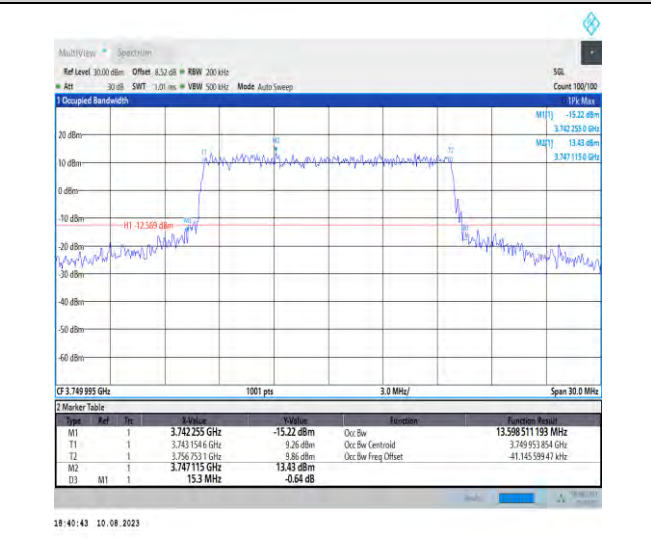 MultiView Spectrum
Ref Level 30.00 dBm Offset 8.52 dB RBW 200 kHz SGL
Att 30 dB SWT 1.01 ms VBW 500 kHz Mode Auto Sweep Count 100/100
1 Occupied Bandwidth 1Pk Max
M1[1] -15.22 dBm
3.742 255 0 GHz
M2[1] 13.43 dBm
3.747 115 0 GHz
20 dBm
M2
T1
T2
10 dBm
0 dBm
-10 dBm
M1
H1 -12.569 dBm
-20 dBm
-30 dBm
-40 dBm
-50 dBm
-60 dBm
CF 3.749 995 GHz 1001 pts 3.0 MHz/ Span 30.0 MHz
2 Marker Table
Type Ref Trc X-Value Y-Value Function Function Result
M1 1 3.742 255 GHz -15.22 dBm Occ Bw 13.598 511 193 MHz
T1 1 3.743 154 6 GHz 9.26 dBm Occ Bw Centroid 3.749 953 854 GHz
T2 1 3.756 753 1 GHz 9.86 dBm Occ Bw Freq Offset -41.145 599 47 kHz
M2 1 3.747 115 GHz 13.43 dBm
D3 M1 1 15.3 MHz -0.64 dB
18:40:43 10.08.2023